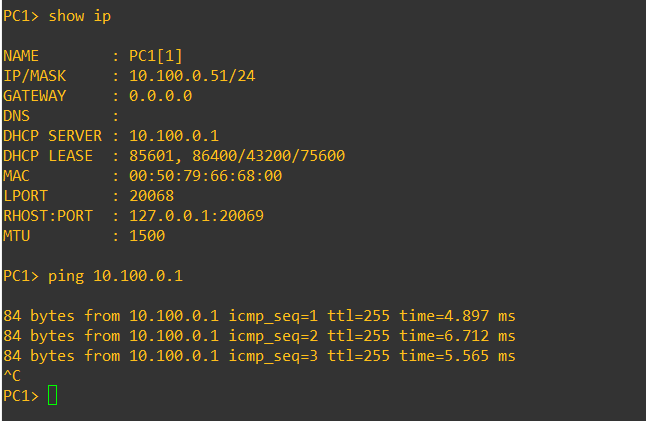 PC1> show ip
NAME        : PC1[1]
IP/MASK     : 10.100.0.51/24
GATEWAY     : 0.0.0.0
DNS         :
DHCP SERVER : 10.100.0.1
DHCP LEASE  : 85601, 86400/43200/75600
MAC         : 00:50:79:66:68:00
LPORT       : 20068
RHOST:PORT  : 127.0.0.1:20069
MTU         : 1500
PC1> ping 10.100.0.1
84 bytes from 10.100.0.1 icmp_seq=1 ttl=255 time=4.897 ms
84 bytes from 10.100.0.1 icmp_seq=2 ttl=255 time=6.712 ms
84 bytes from 10.100.0.1 icmp_seq=3 ttl=255 time=5.565 ms
^C
PC1>